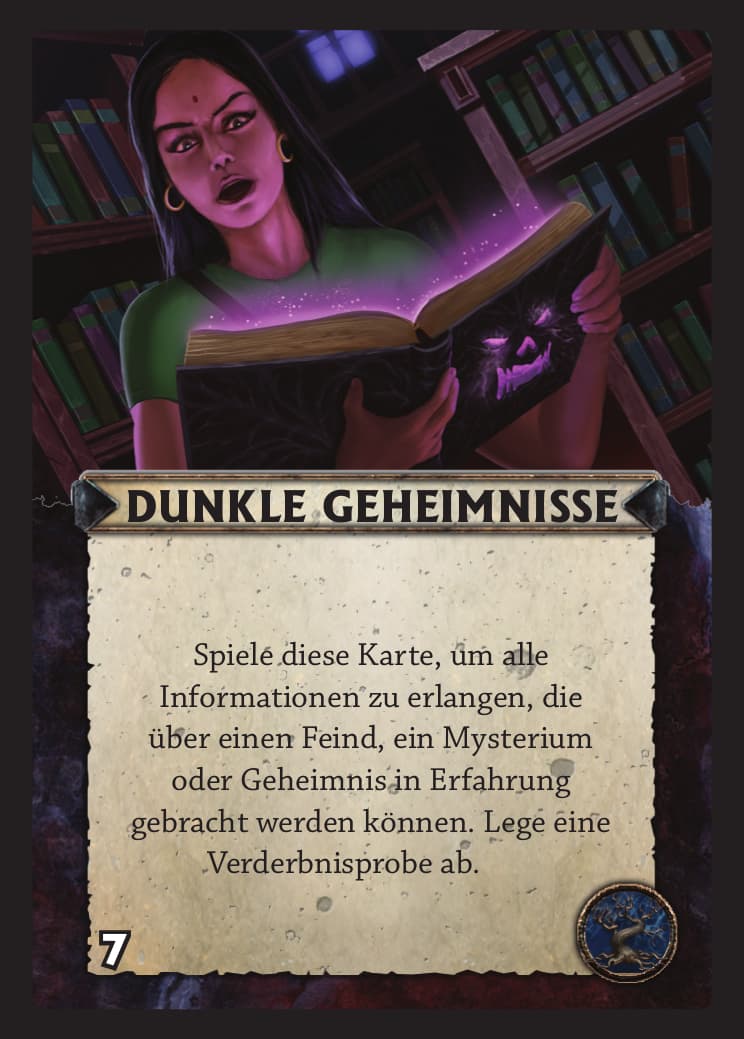 DUNKLE GEHEIMNISSE
Spiele diese Karte, um alle
Informationen zu erlangen, die
über einen Feind, ein Mysterium
oder Geheimnis in Erfahrung
gebracht werden können. Lege eine
Verderbnisprobe ab.
7